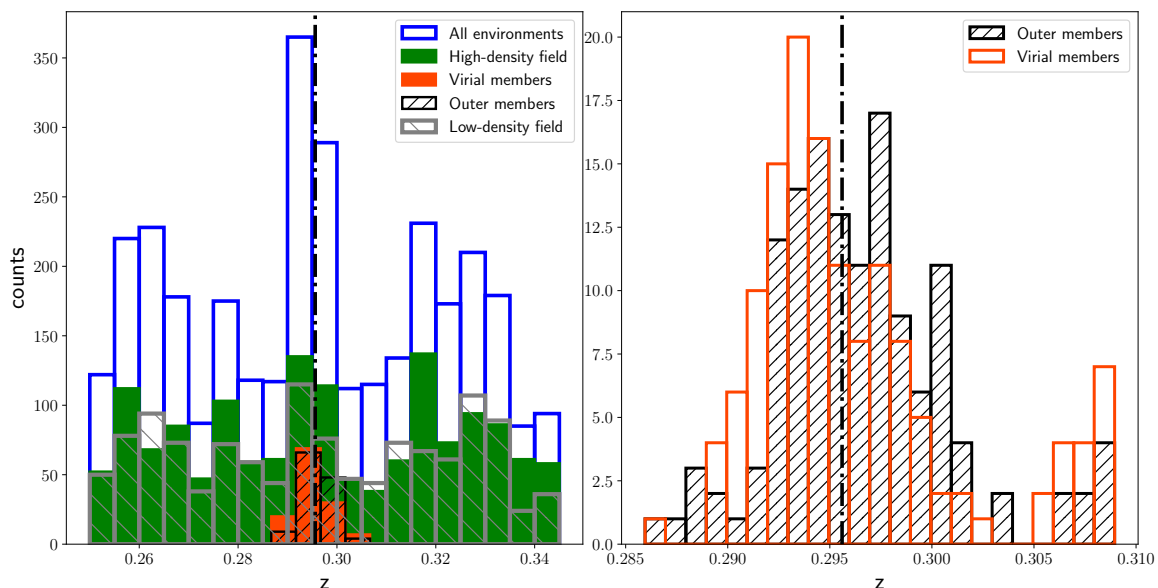 All environments
High-density field
Virial members
Outer members
Low-density field
350
300
250
200
150
100
50
0
counts
0.26
0.28
0.30
0.32
0.34
z
Outer members
Virial members
20.0
17.5
15.0
12.5
10.0
7.5
5.0
2.5
0.0
0.285
0.290
0.295
0.300
0.305
0.310
z